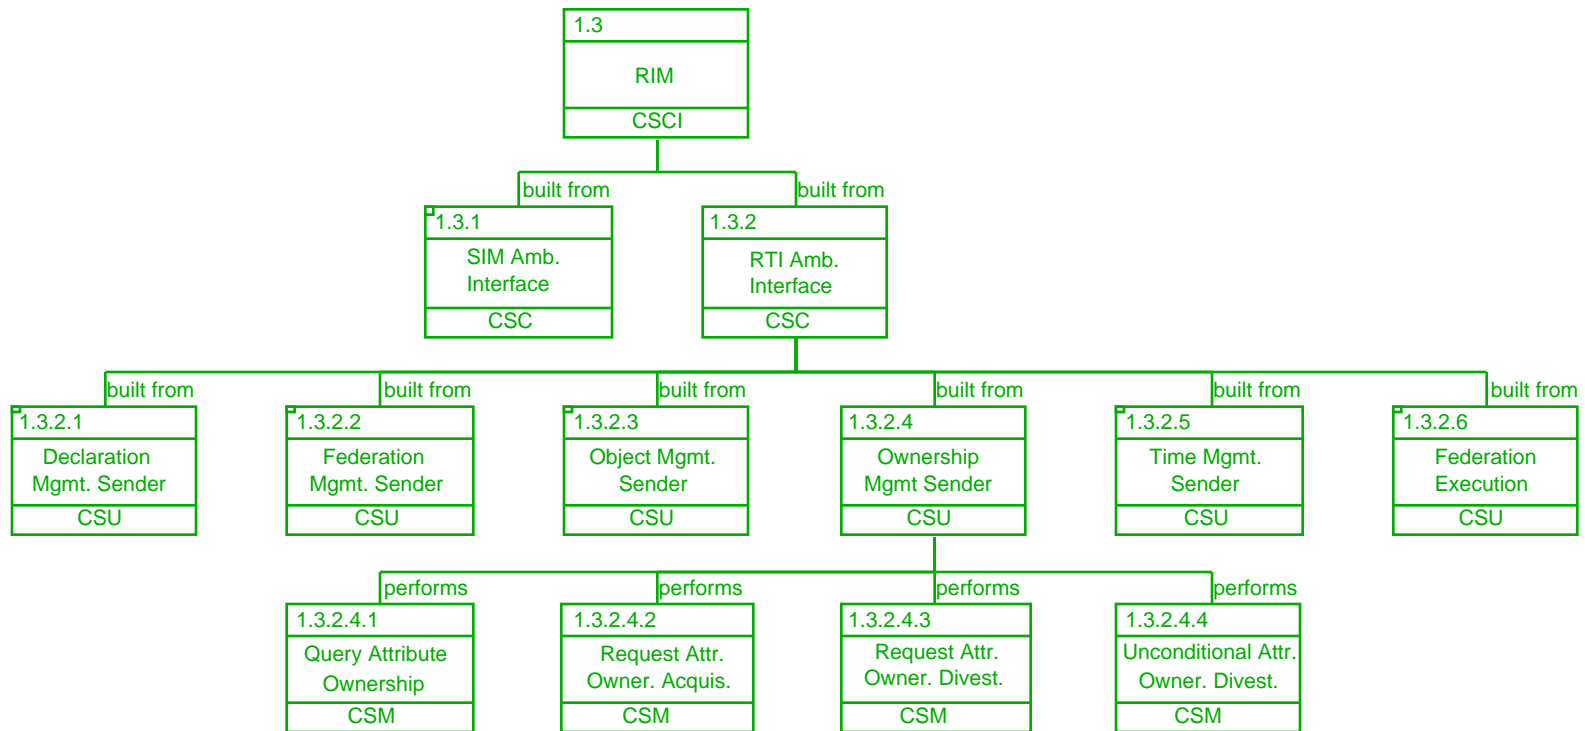 1.3
RIM
CSCI
built from
built from
1.3.1
SIM Amb.
Interface
CSC
1.3.2
RTI Amb.
Interface
CSC
built from
built from
built from
built from
built from
built from
1.3.2.1
Declaration
Mgmt. Sender
CSU
1.3.2.2
Federation
Mgmt. Sender
CSU
1.3.2.3
Object Mgmt.
Sender
CSU
1.3.2.4
Ownership
Mgmt Sender
CSU
1.3.2.5
Time Mgmt.
Sender
CSU
1.3.2.6
Federation
Execution
CSU
performs
performs
performs
performs
1.3.2.4.1
Query Attribute
Ownership
CSM
1.3.2.4.2
Request Attr.
Owner. Acquis.
CSM
1.3.2.4.3
Request Attr.
Owner. Divest.
CSM
1.3.2.4.4
Unconditional Attr.
Owner. Divest.
CSM